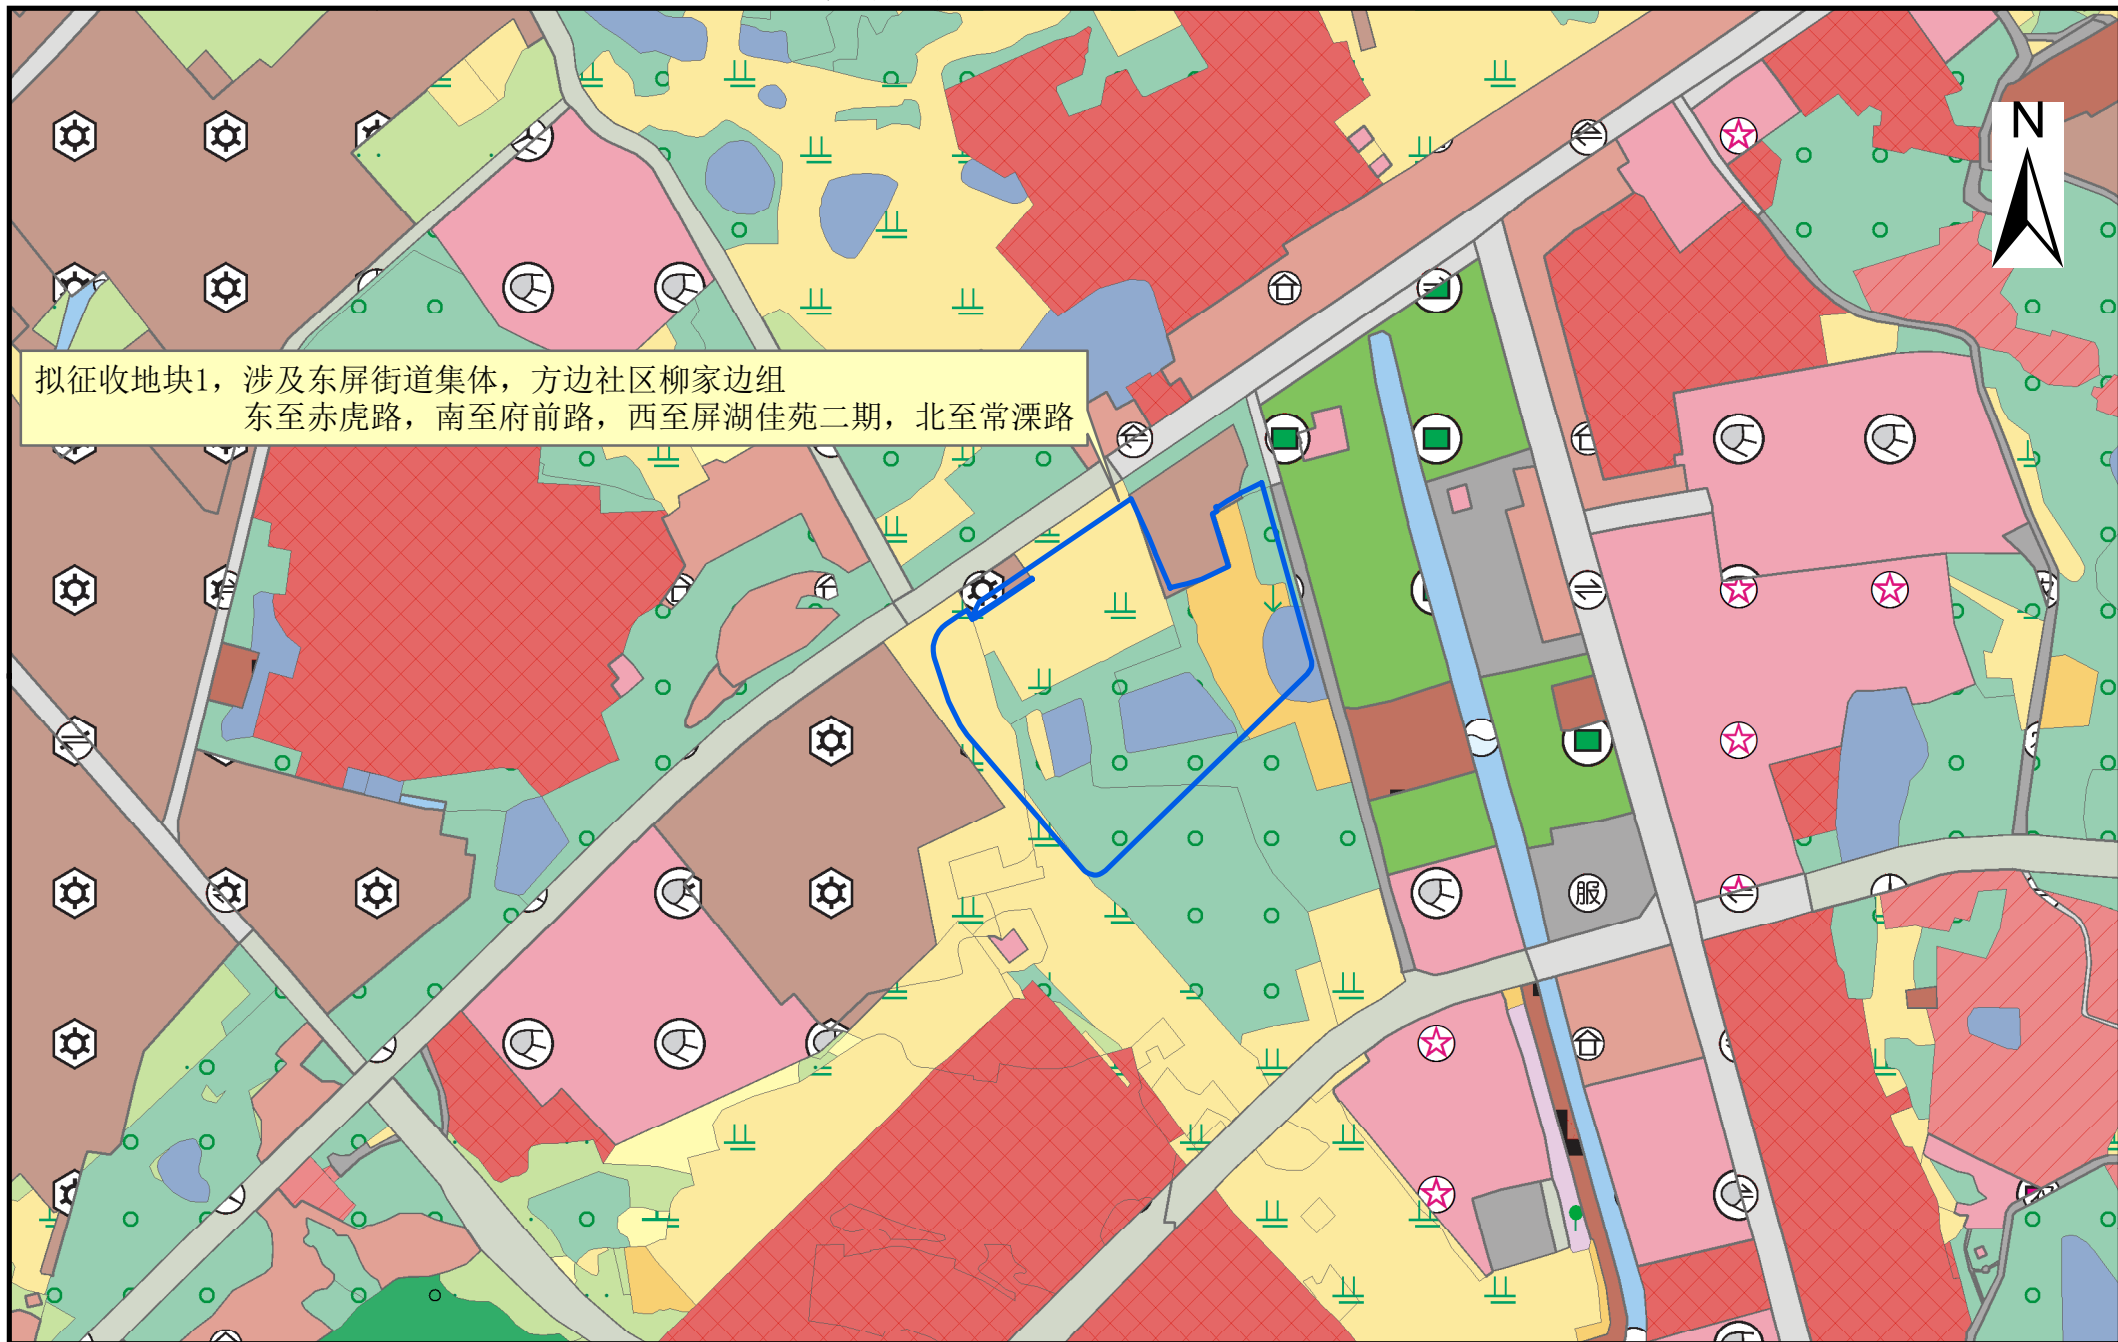 N
拟征收地块1，涉及东屏街道集体，方边社区柳家边组
东至赤虎路，南至府前路，西至屏湖佳苑二期，北至常溧路
服